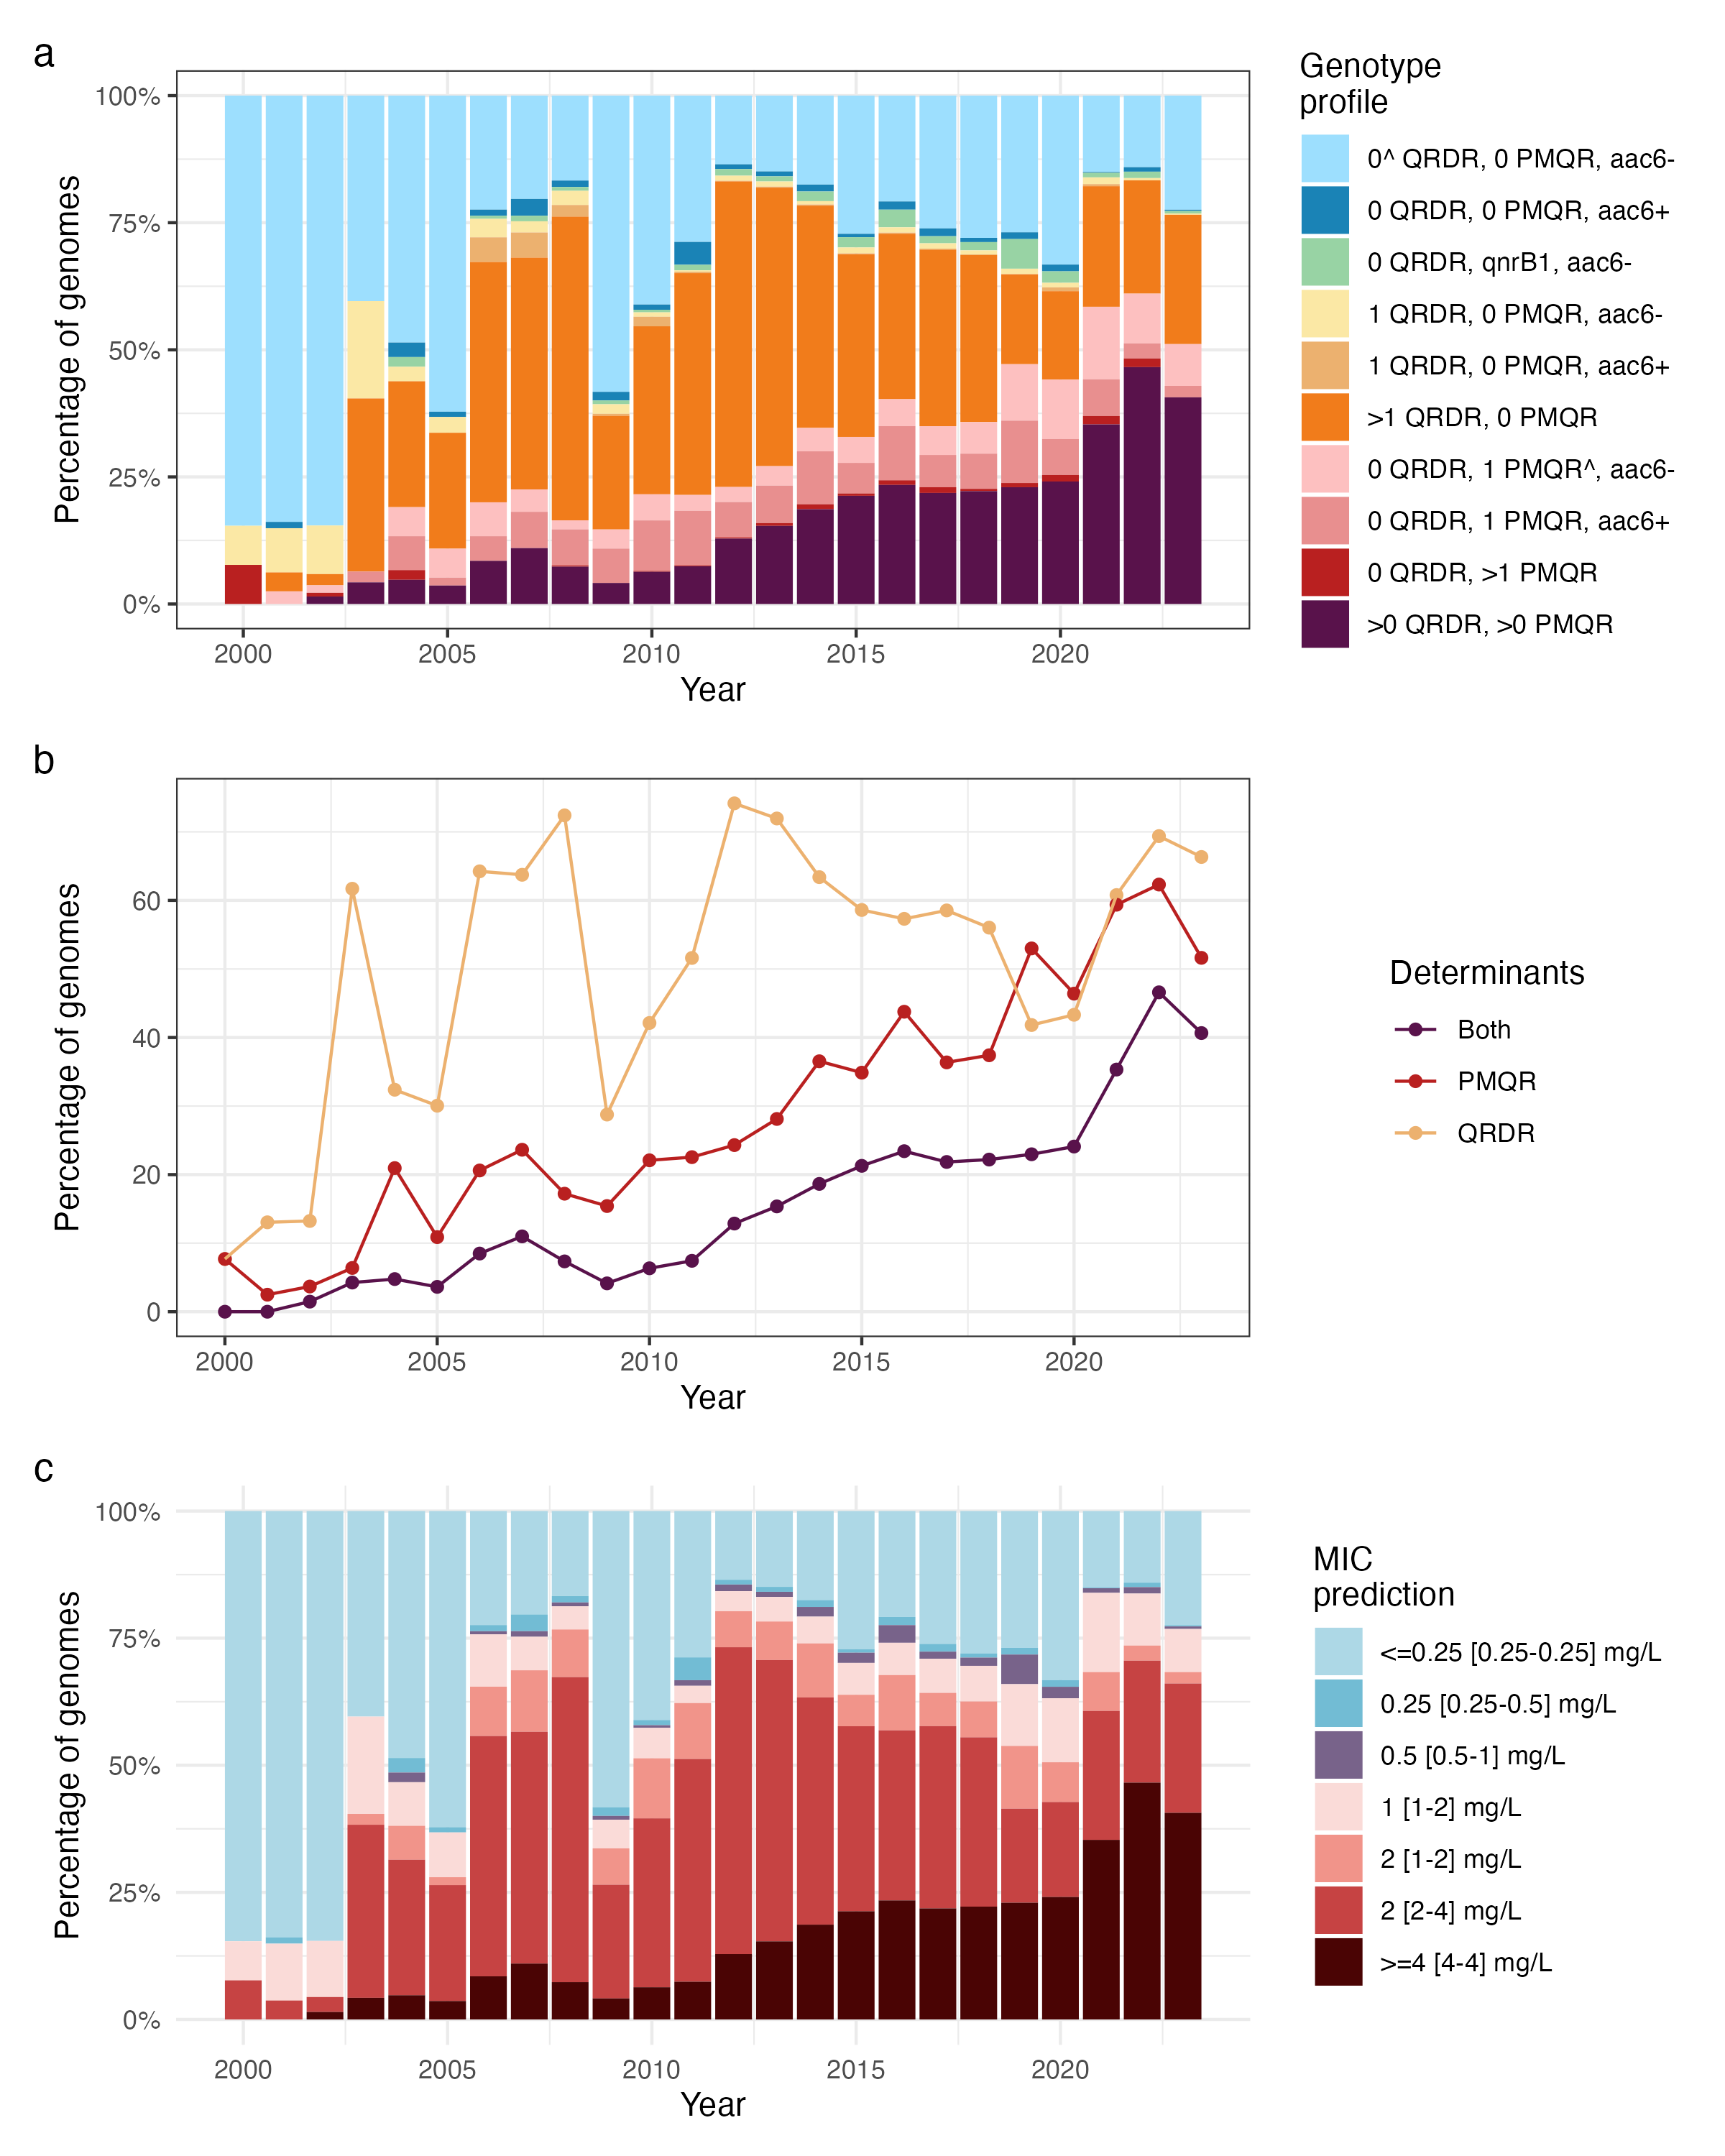 a
Percentage of genomes
100%
75%
50%
25%
0%
2000
2005
2010
2015
2020
Year
Genotype
profile
0^ QRDR, 0 PMQR, aac6-
0 QRDR, 0 PMQR, aac6+
0 QRDR, qnrB1, aac6-
1 QRDR, 0 PMQR, aac6-
1 QRDR, 0 PMQR, aac6+
>1 QRDR, 0 PMQR
0 QRDR, 1 PMQR^, aac6-
0 QRDR, 1 PMQR, aac6+
0 QRDR, >1 PMQR
>0 QRDR, >0 PMQR
b
Percentage of genomes
60
40
20
0
2000
2005
2010
2015
2020
Year
Determinants
Both
PMQR
QRDR
c
Percentage of genomes
100%
75%
50%
25%
0%
2000
2005
2010
2015
2020
Year
MIC
prediction
<=0.25 [0.25-0.25] mg/L
0.25 [0.25-0.5] mg/L
0.5 [0.5-1] mg/L
1 [1-2] mg/L
2 [1-2] mg/L
2 [2-4] mg/L
>=4 [4-4] mg/L